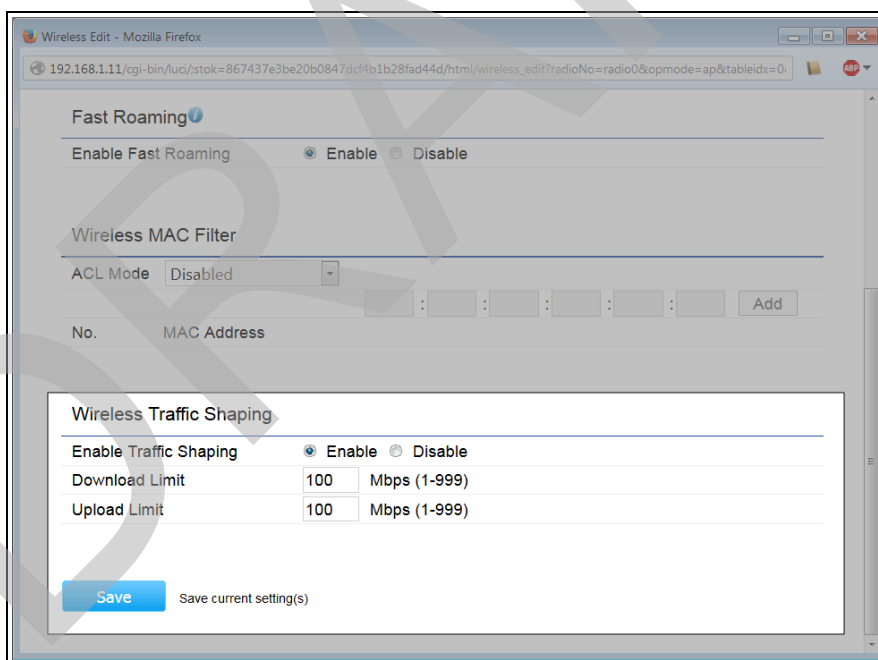 Wireless Edit - Mozilla Firefox
192.168.1.11/cgi-bin/luci/;stok=867437e3be20b0847dcf4b1b28fad44d/html/wireless_edit?radioNo=radio0&opmode=ap&tableidx=0
ABP
Fast Roaming
Enable Fast Roaming Enable Disable
Wireless MAC Filter
ACL Mode Disabled
: : : : : Add
No. MAC Address
Wireless Traffic Shaping
Enable Traffic Shaping Enable Disable
Download Limit 100 Mbps (1-999)
Upload Limit 100 Mbps (1-999)
Save Save current setting(s)